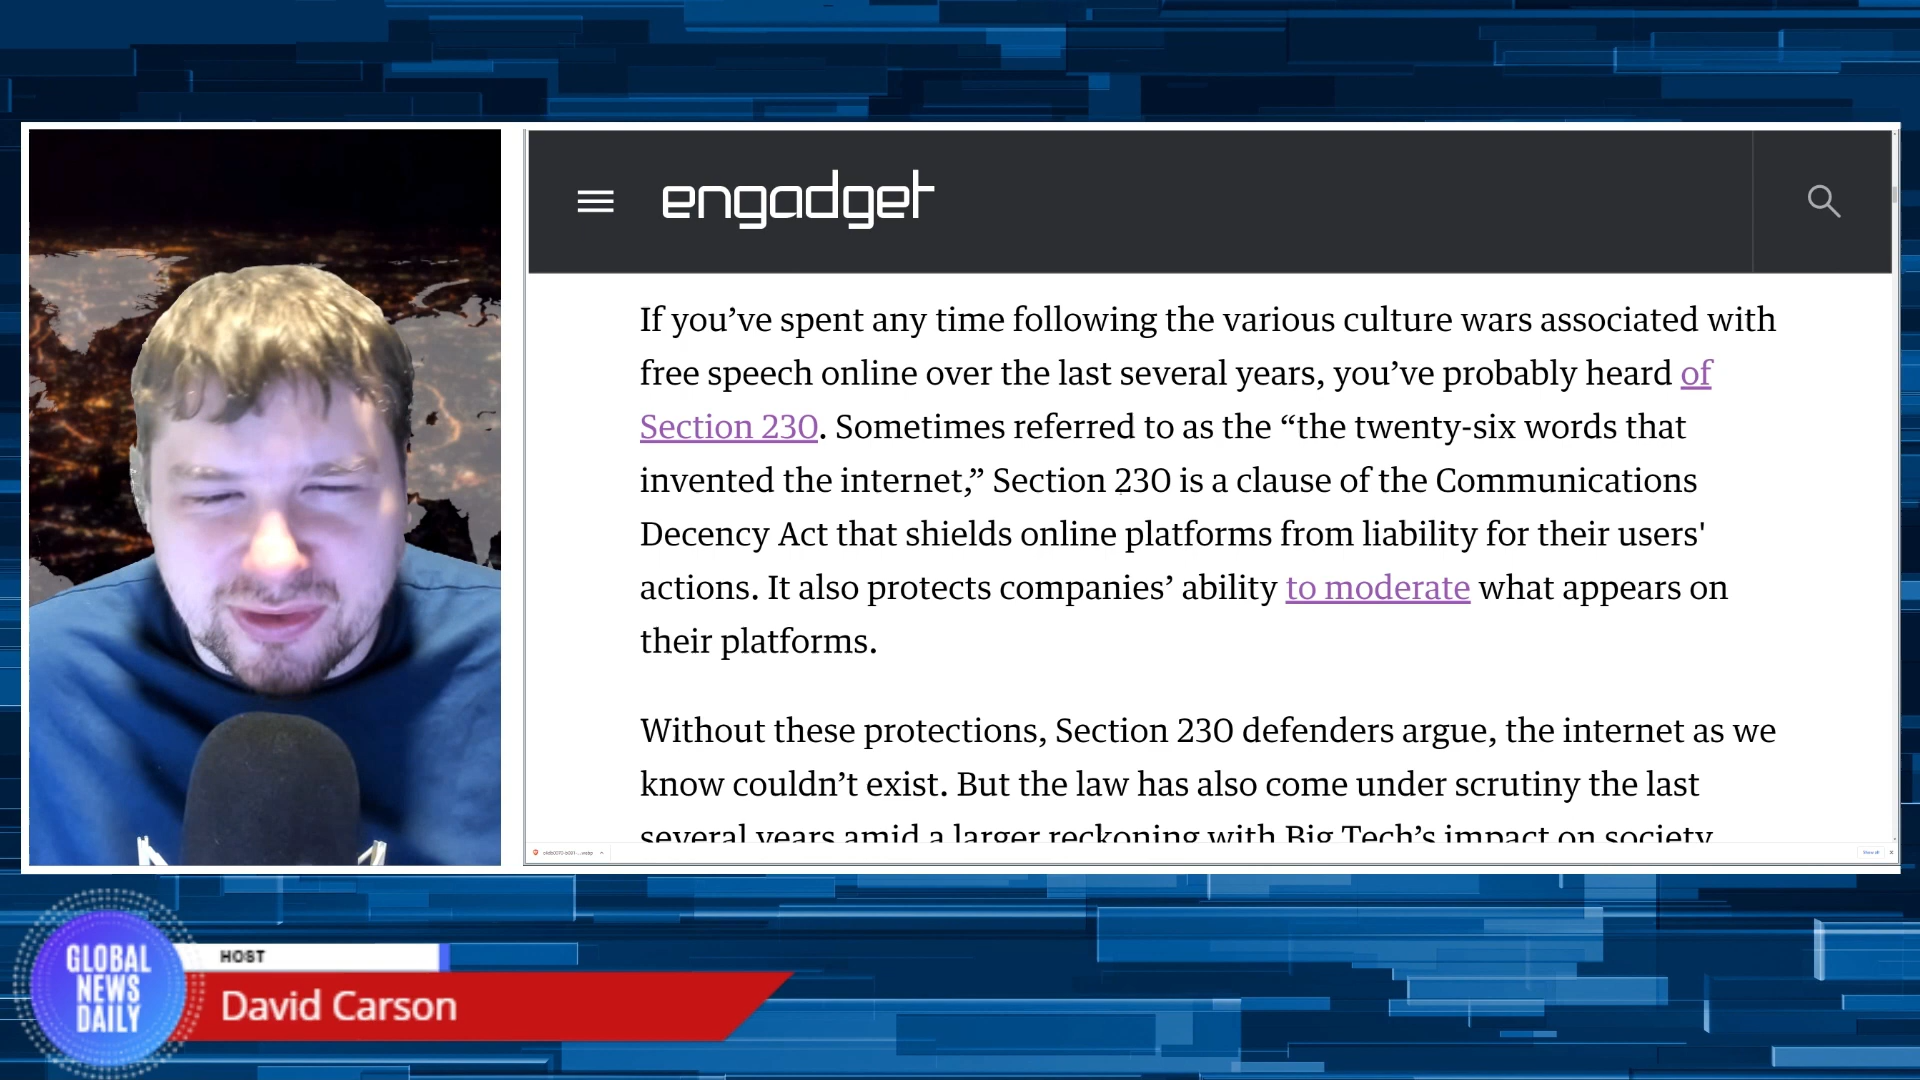 engadget
If you’ve spent any time following the various culture wars associated with
free speech online over the last several years, you’ve probably heard of
Section 230. Sometimes referred to as the “the twenty-six words that
invented the internet,” Section 230 is a clause of the Communications
Decency Act that shields online platforms from liability for their users'
actions. It also protects companies’ ability to moderate what appears on
their platforms.
Without these protections, Section 230 defenders argue, the internet as we
know couldn’t exist. But the law has also come under scrutiny the last
several years amid a larger reckoning with Big Tech’s impact on society.
Show all
GLOBAL
NEWS
DAILY
HOST
David Carson